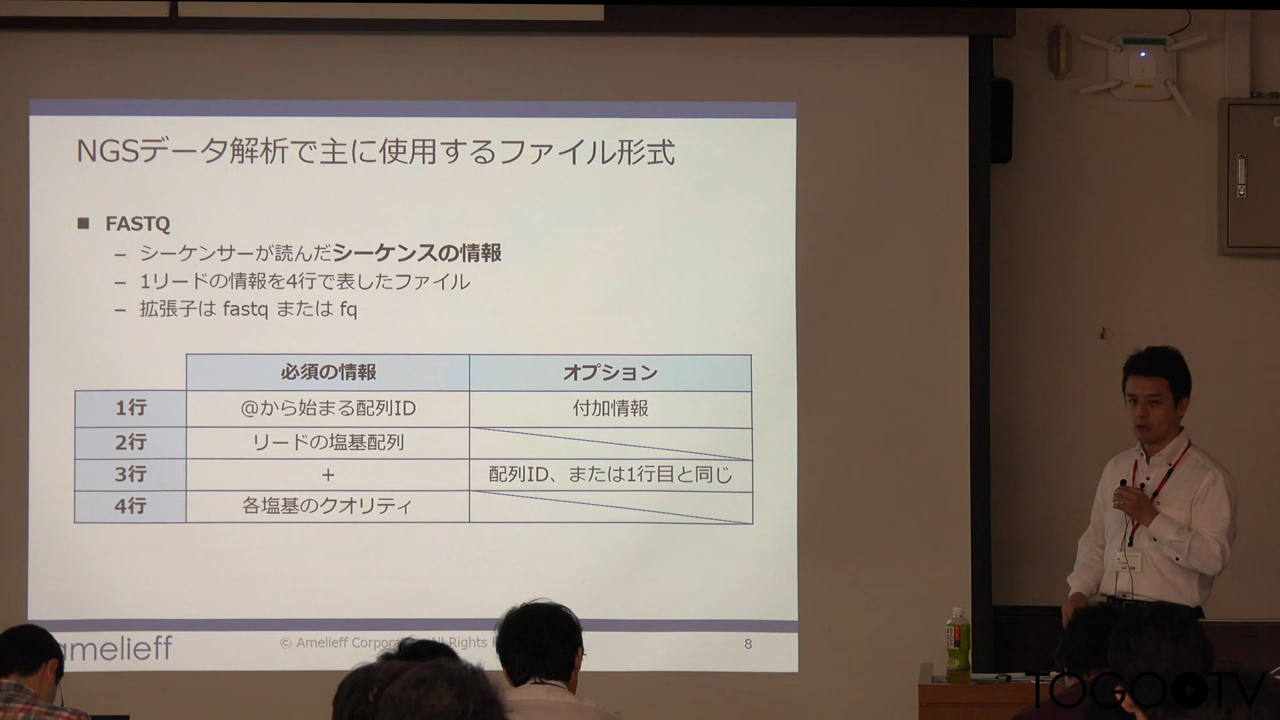 NGSデータ解析で主に使用するファイル形式
■ FASTQ
– シーケンサーが読んだシーケンスの情報
– 1リードの情報を4行で表したファイル
– 拡張子は fastq または fq
必須の情報 オプション
1行 @から始まる配列ID 付加情報
2行 リードの塩基配列
3行 + 配列ID、または1行目と同じ
4行 各塩基のクオリティ
amelieff © Amelieff Corporation All Rights 8
TOGOTV